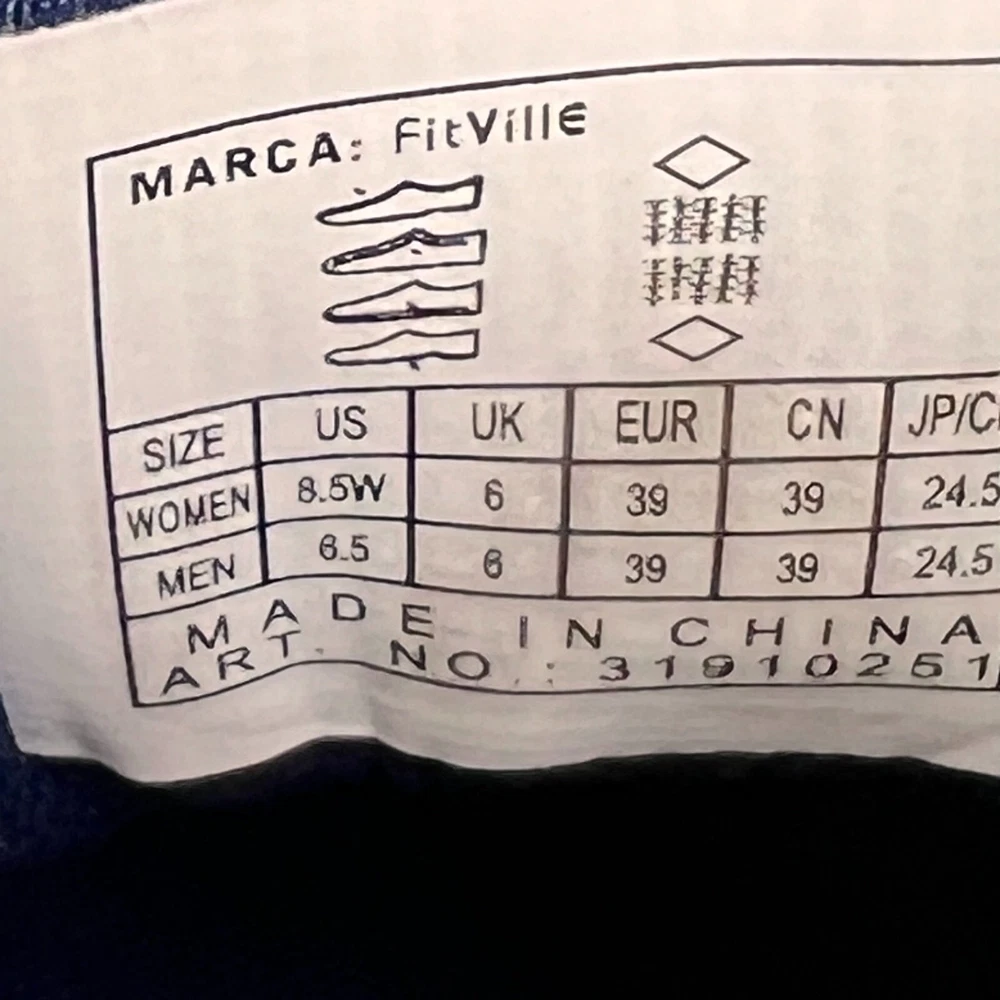 MARCA: FitVille
SIZE US UK EUR CN
WOMEN 8.5W 6 39 39 24.5
MEN 6.5 6 39 39 24.5
MADE IN CHINA
ART. NO.: 31910251